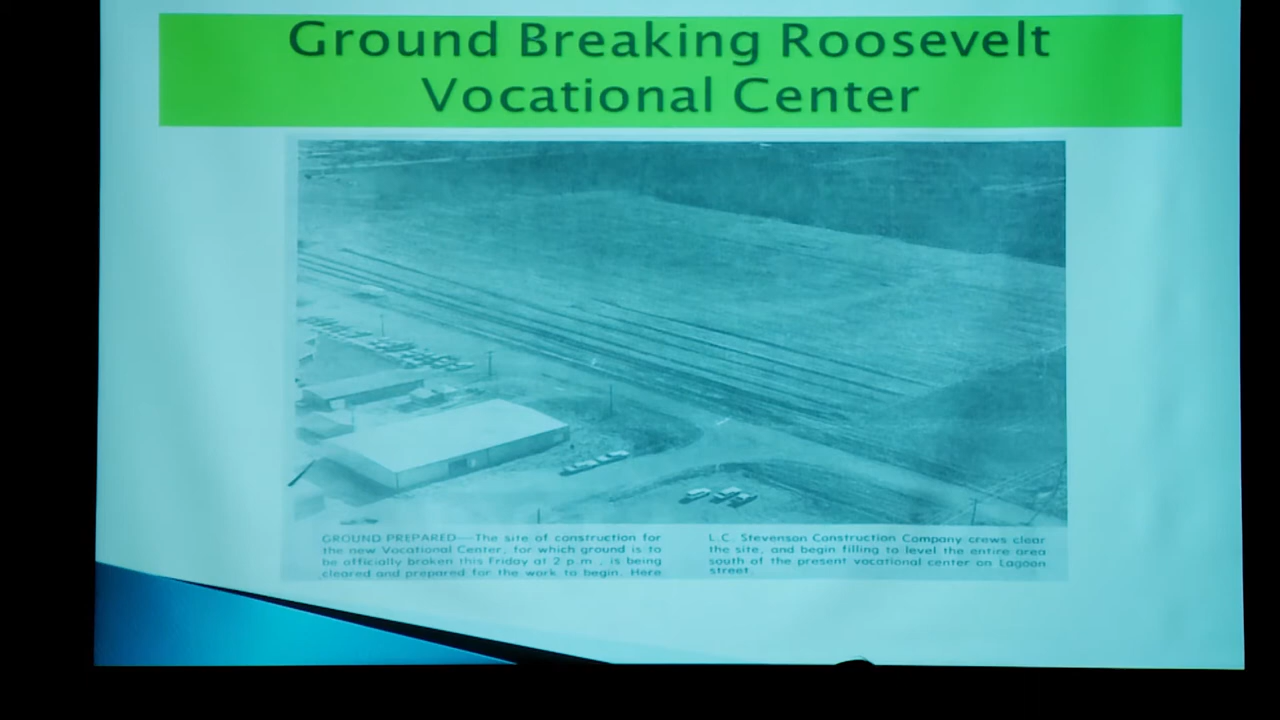 Ground Breaking Roosevelt
Vocational Center
GROUND PREPARED—The site of construction for
the new Vocational Center, for which ground is to
be officially broken this Friday at 2 p.m., is being
cleared and prepared for the work to begin. Here
L.C. Stevenson Construction Company crews clear
the site, and begin filling to level the entire area
south of the present vocational center on Lagoon
street.